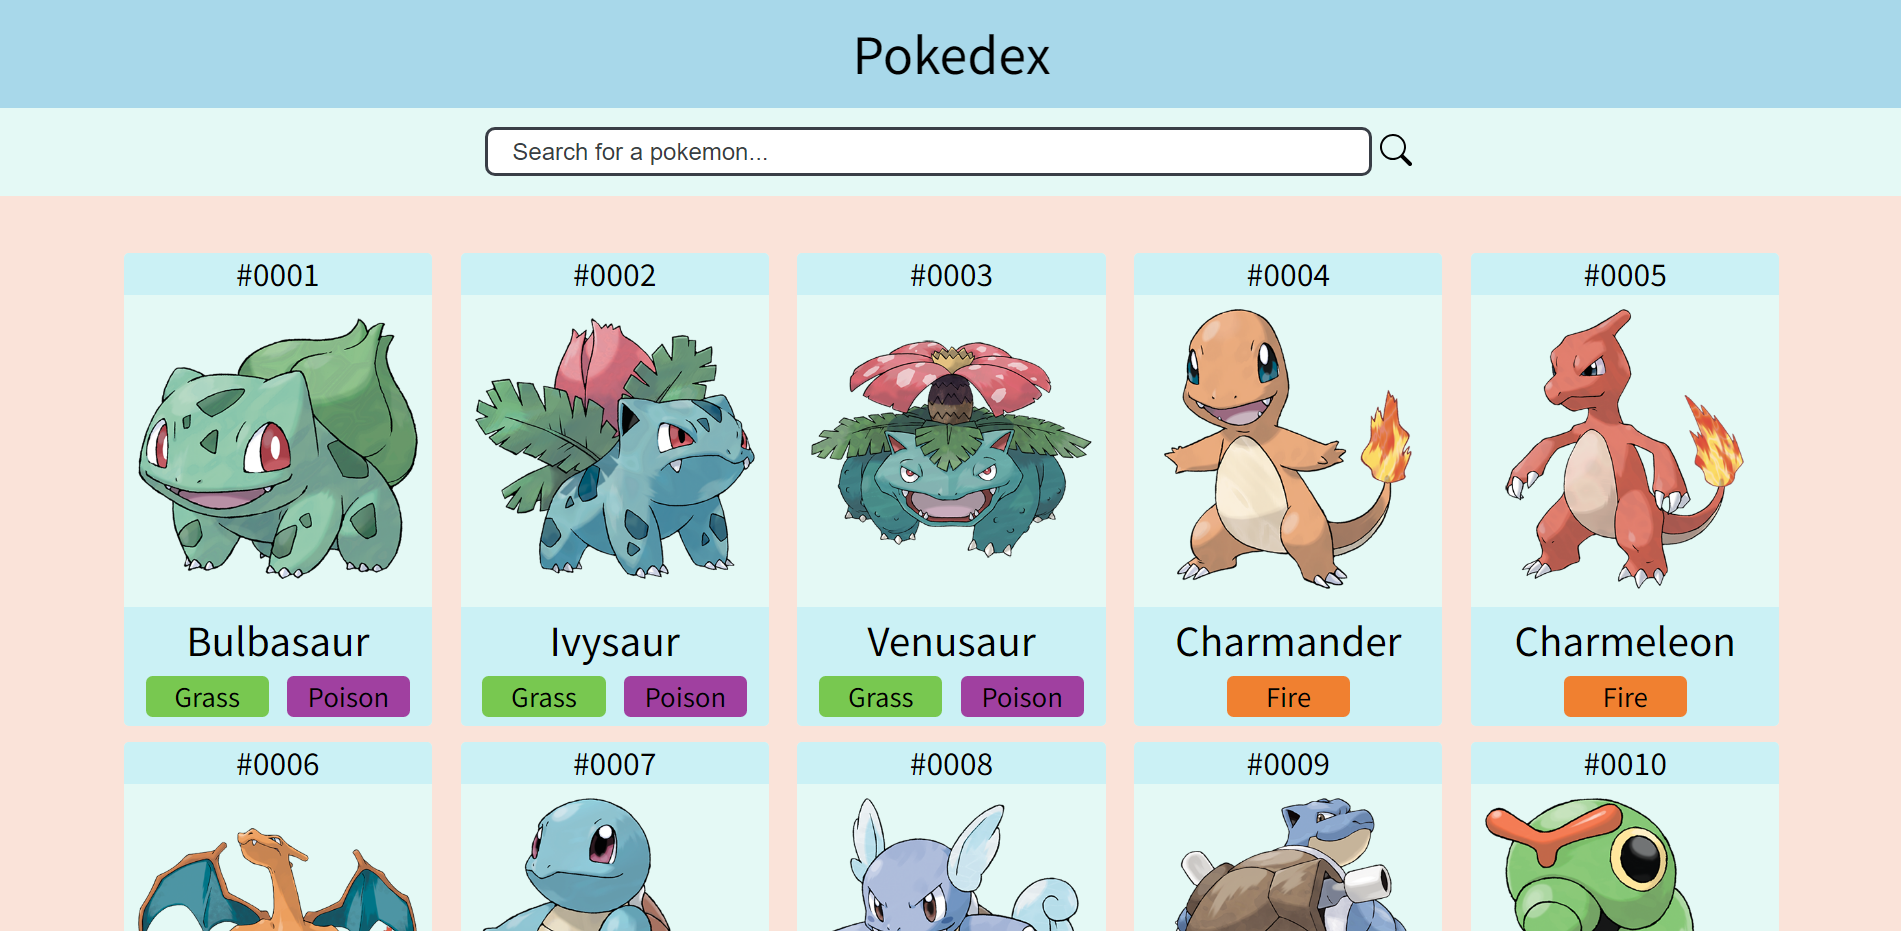 Pokedex
Search for a pokemon...
#0001 #0002 #0003 #0004 #0005
Bulbasaur Ivysaur Venusaur Charmander Charmeleon
Grass Poison Grass Poison Grass Poison Fire Fire
#0006 #0007 #0008 #0009 #0010